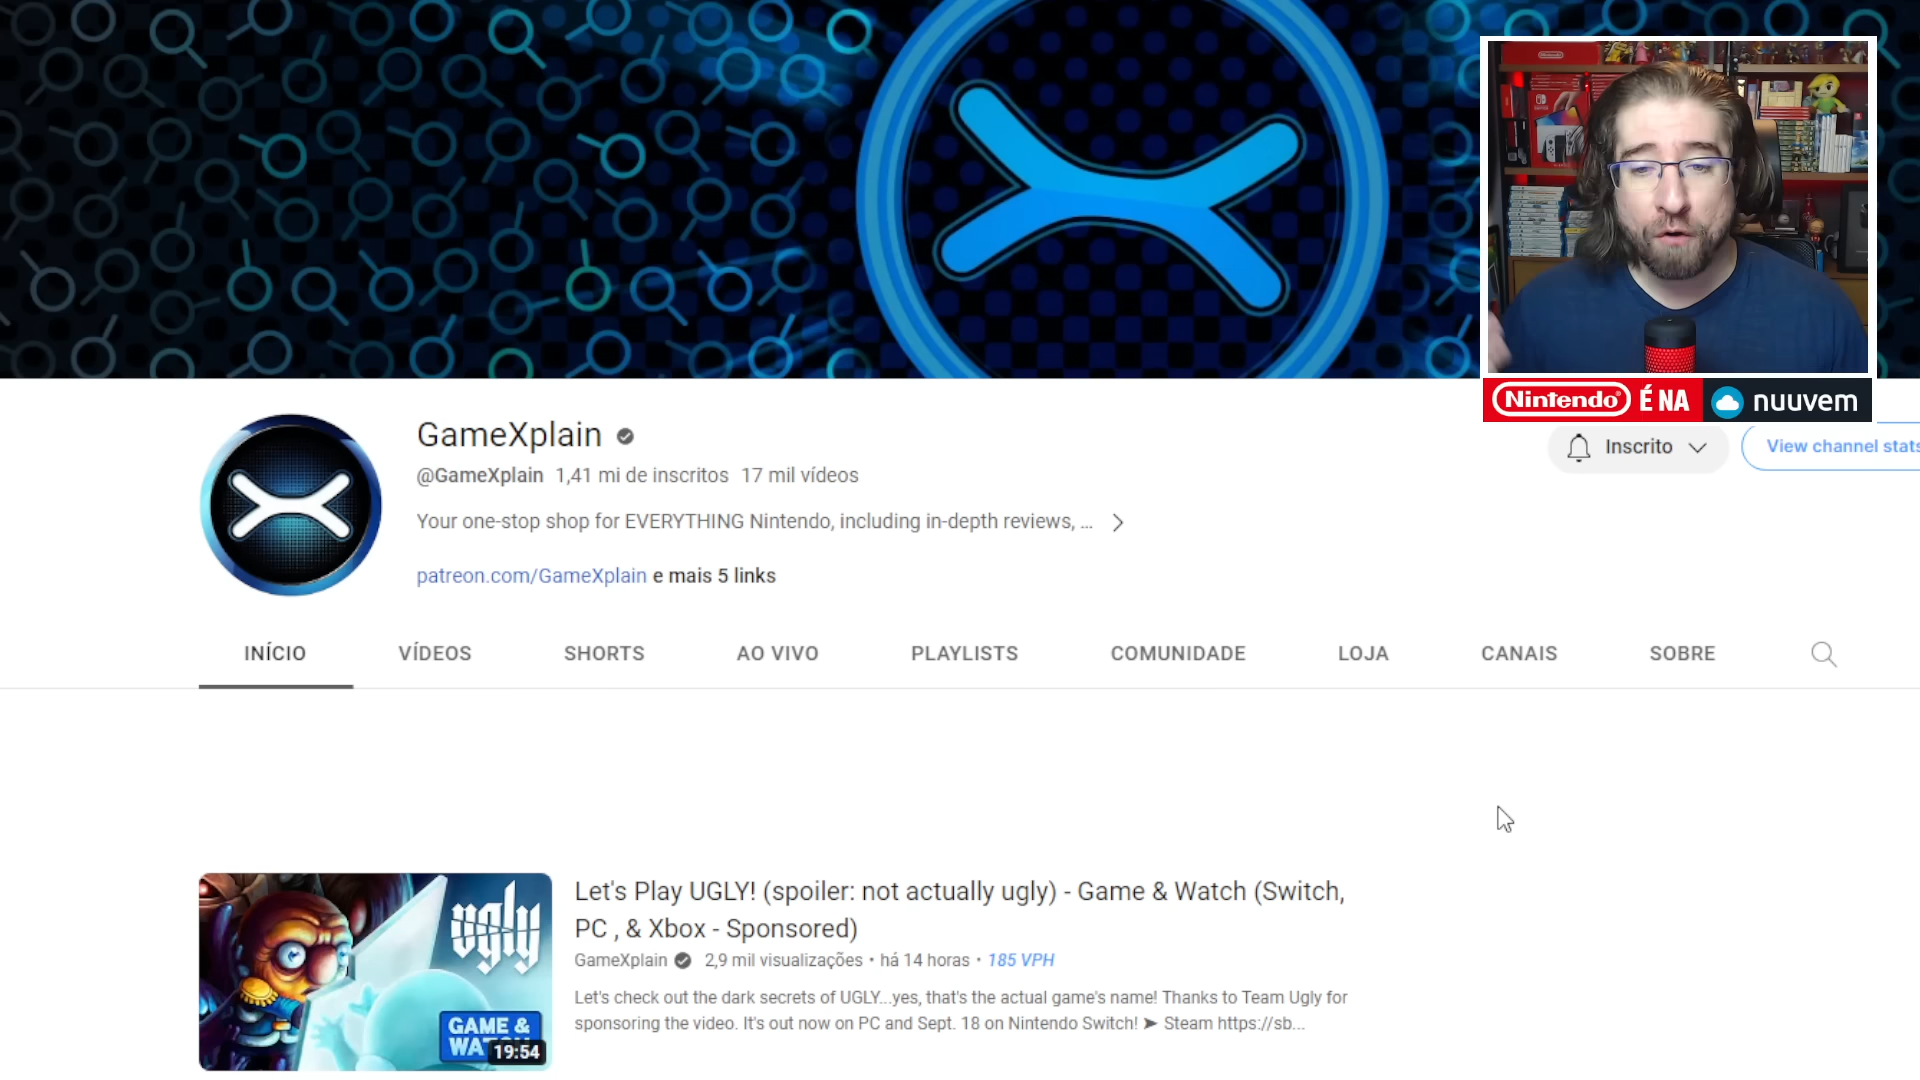 Nintendo É NA nuuvem
GameXplain
@GameXplain 1,41 mi de inscritos 17 mil vídeos
Inscrito
View channel stats
Your one-stop shop for EVERYTHING Nintendo, including in-depth reviews, ...
patreon.com/GameXplain e mais 5 links
INÍCIO VÍDEOS SHORTS AO VIVO PLAYLISTS COMUNIDADE LOJA CANAIS SOBRE
ugly
GAME &
WAT
19:54
Let's Play UGLY! (spoiler: not actually ugly) - Game & Watch (Switch,
PC , & Xbox - Sponsored)
GameXplain 2,9 mil visualizações • há 14 horas • 185 VPH
Let's check out the dark secrets of UGLY...yes, that's the actual game's name! Thanks to Team Ugly for
sponsoring the video. It's out now on PC and Sept. 18 on Nintendo Switch! ➤ Steam https://sb...